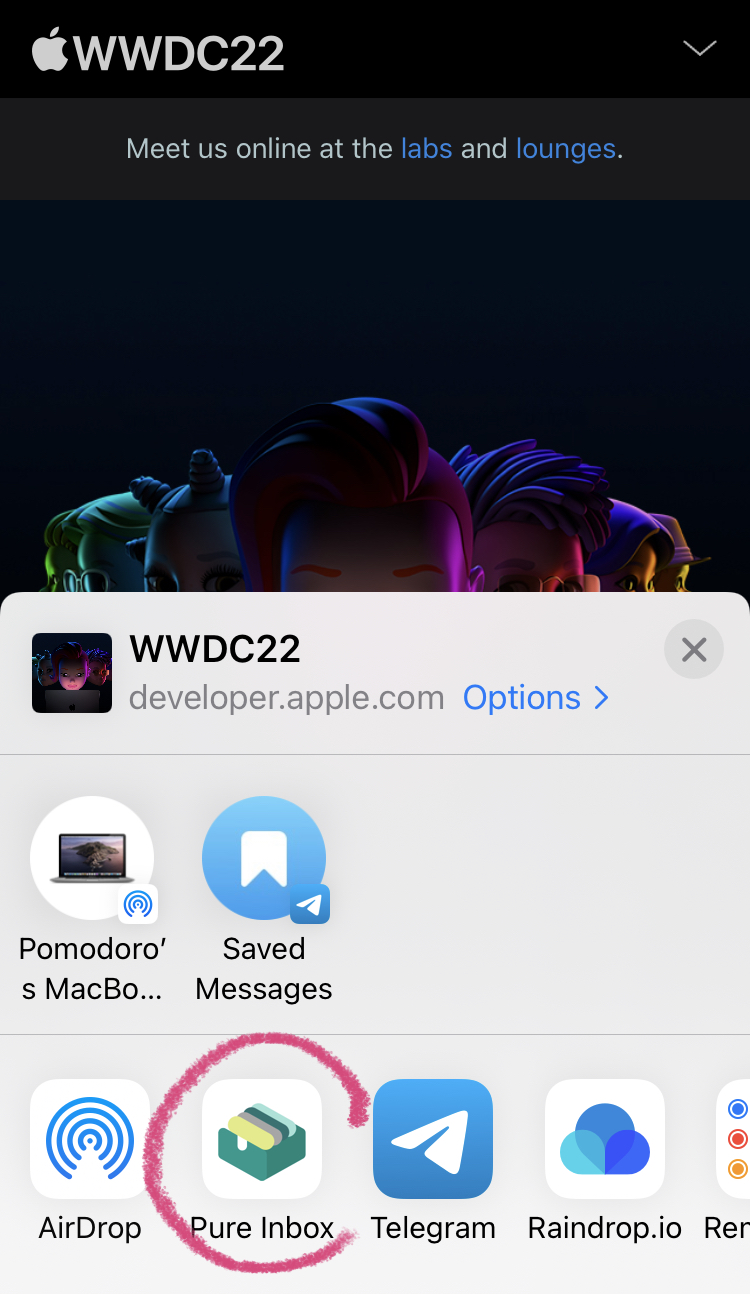 WWDC22
Meet us online at the labs and lounges.
WWDC22
developer.apple.com Options >
Pomodoro’
s MacBo...
Saved
Messages
AirDrop
Pure Inbox
Telegram
Raindrop.io